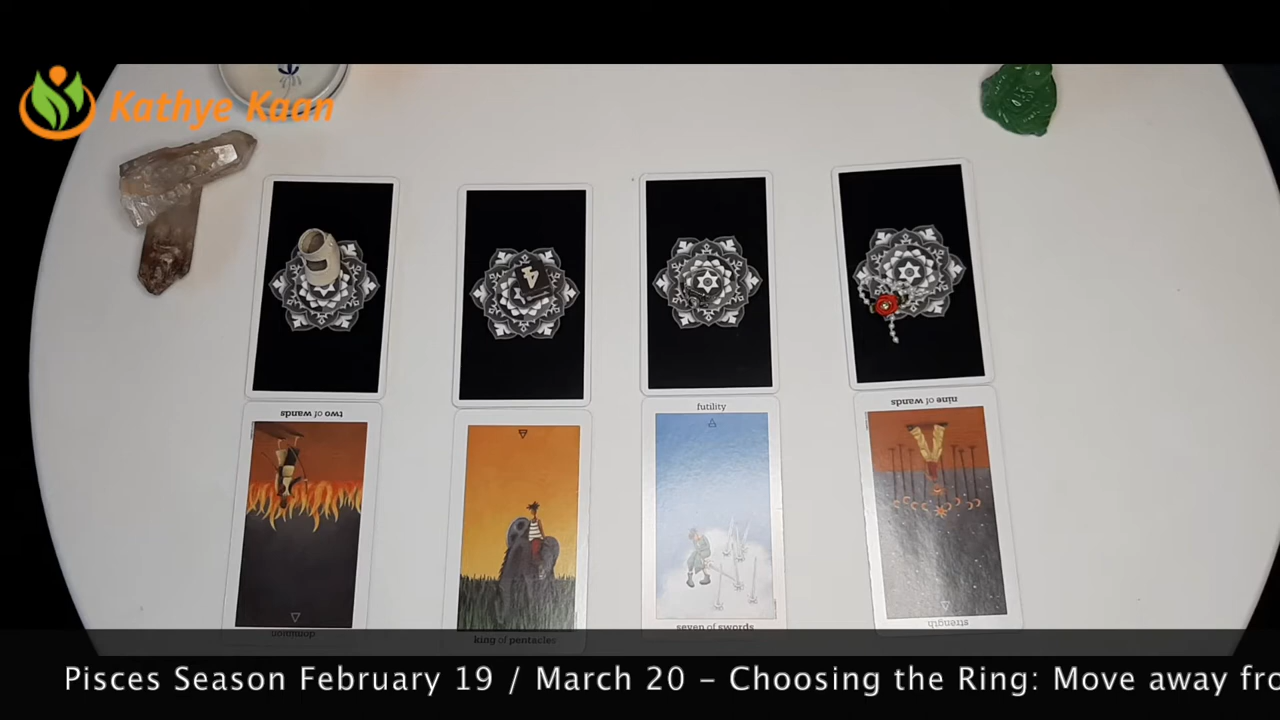 Kathye Kaan
two of wands
futility
nine of wands
dominion
king of pentacles
seven of swords
strength
Pisces Season February 19 / March 20 – Choosing the Ring: Move away fro